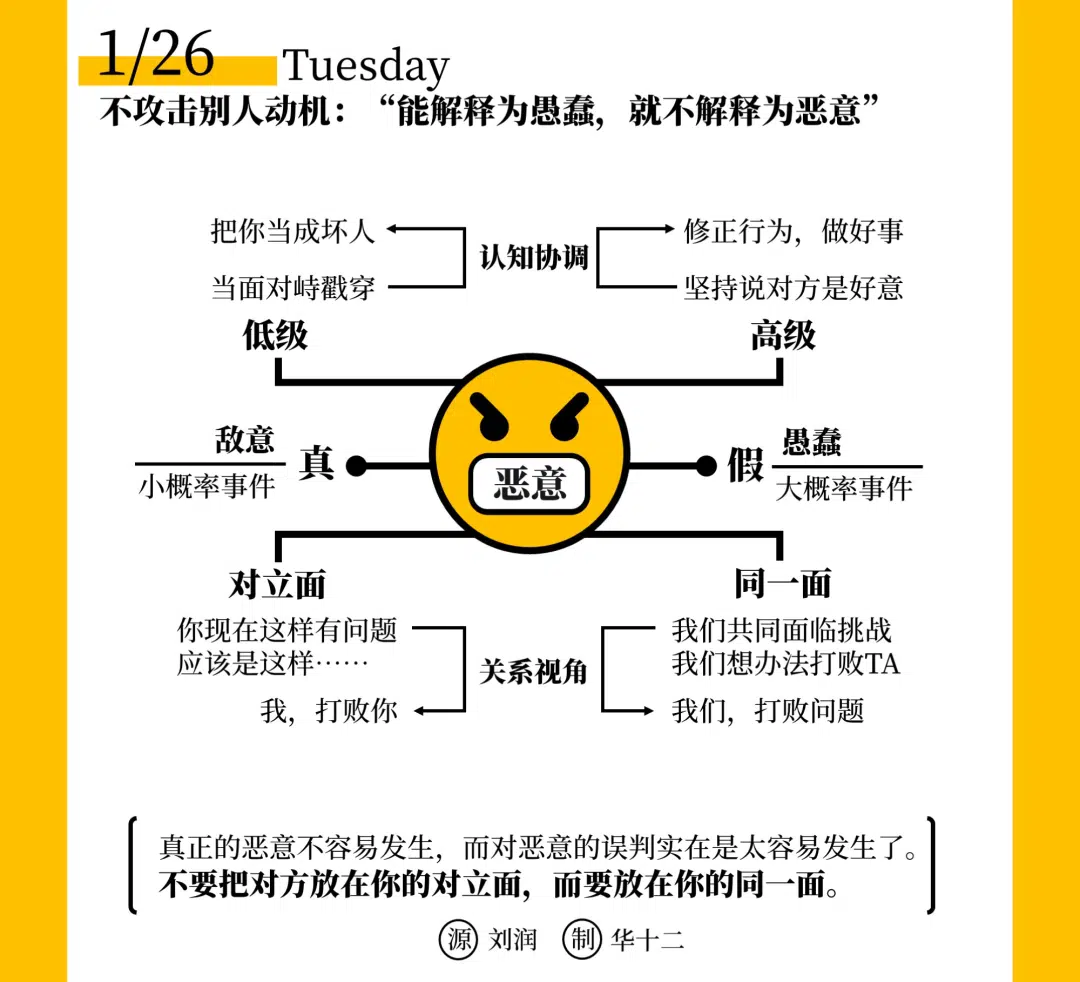 1/26 Tuesday
不攻击别人动机：“能解释为愚蠢，就不解释为恶意”
把你当成坏人
当面对峙戳穿
认知协调
修正行为，做好事
坚持说对方是好意
低级
高级
敌意
小概率事件
真
恶意
假
愚蠢
大概率事件
对立面
同一面
你现在这样有问题
应该是这样……
我，打败你
关系视角
我们共同面临挑战
我们想办法打败TA
我们，打败问题
真正的恶意不容易发生，而对恶意的误判实在是太容易发生了。
不要把对方放在你的对立面，而要放在你的同一面。
源 刘润 制 华十二